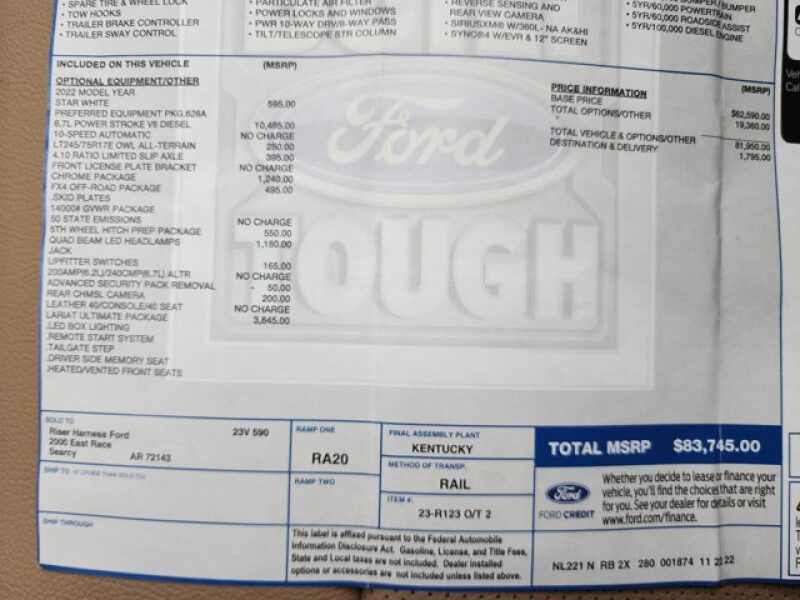 • SPARE TIRE & WHEEL LOCK
• TOW HOOKS
• TRAILER BRAKE CONTROLLER
• TRAILER SWAY CONTROL
• PARTICULATE AIR FILTER
• POWER LOCKS AND WINDOWS
• PWR 10-WAY DRV/6-WAY PASS
• TILT/TELESCOPE STR COLUMN
• REVERSE SENSING AND
REAR VIEW CAMERA
• SIRIUSXM® W/360L- NA AK&HI
• SYNC®4 W/EVR & 12" SCREEN
BUMPER / BUMPER
• 5YR/60,000 POWERTRAIN
• 5YR/60,000 ROADSIDE ASSIST
• 5YR/100,000 DIESEL ENGINE
INCLUDED ON THIS VEHICLE (MSRP)
OPTIONAL EQUIPMENT/OTHER
2022 MODEL YEAR
STAR WHITE 595.00
PREFERRED EQUIPMENT PKG.628A
6.7L POWER STROKE V8 DIESEL 10,495.00
10-SPEED AUTOMATIC NO CHARGE
LT245/75R17E OWL ALL-TERRAIN 250.00
4.10 RATIO LIMITED SLIP AXLE 395.00
FRONT LICENSE PLATE BRACKET NO CHARGE
CHROME PACKAGE 1,240.00
FX4 OFF-ROAD PACKAGE 495.00
.SKID PLATES
14000# GVWR PACKAGE
50 STATE EMISSIONS NO CHARGE
5TH WHEEL HITCH PREP PACKAGE 550.00
QUAD BEAM LED HEADLAMPS 1,180.00
JACK
UPFITTER SWITCHES 165.00
200AMP(6.2L)/240CMP(6.7L) ALTR NO CHARGE
ADVANCED SECURITY PACK REMOVAL - 50.00
REAR CHMSL CAMERA 200.00
LEATHER 40/CONSOLE/40 SEAT NO CHARGE
LARIAT ULTIMATE PACKAGE 3,845.00
.LED BOX LIGHTING
.REMOTE START SYSTEM
.TAILGATE STEP
.DRIVER SIDE MEMORY SEAT
.HEATED/VENTED FRONT SEATS
Ford
TOUGH
PRICE INFORMATION (MSRP)
BASE PRICE $62,590.00
TOTAL OPTIONS/OTHER 19,360.00
TOTAL VEHICLE & OPTIONS/OTHER 81,950.00
DESTINATION & DELIVERY 1,795.00
SOLD TO
Riser Harness Ford 23V 590
2000 East Race
Searcy AR 72143
SHIP TO
SHIP THROUGH
RAMP ONE
RA20
RAMP TWO
FINAL ASSEMBLY PLANT
KENTUCKY
METHOD OF TRANSP.
RAIL
ITEM #:
23-R123 O/T 2
This label is affixed pursuant to the Federal Automobile
Information Disclosure Act. Gasoline, License, and Title Fees,
State and Local taxes are not included. Dealer installed
options or accessories are not included unless listed above.
TOTAL MSRP $83,745.00
Ford
FORD CREDIT
Whether you decide to lease or finance your
vehicle, you'll find the choices that are right
for you. See your dealer for details or visit
www.ford.com/finance.
NL221 N RB 2X 280 001874 11 22